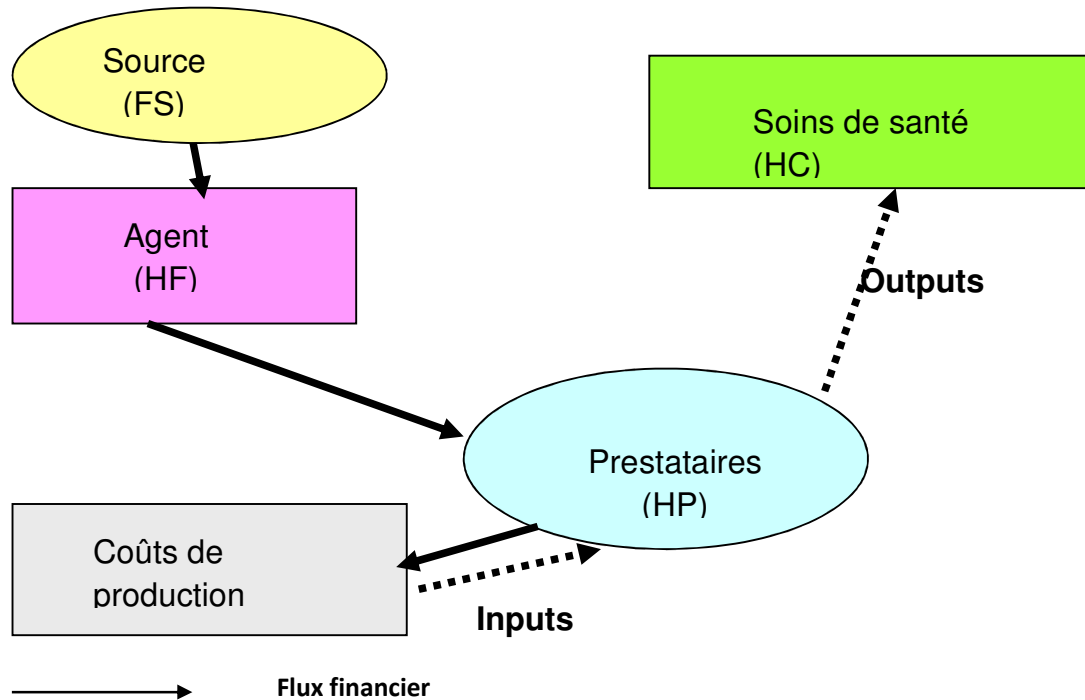 Source
(FS)
Soins de santé
(HC)
Agent
(HF)
Outputs
Prestataires
(HP)
Coûts de
production
Inputs
Flux financier